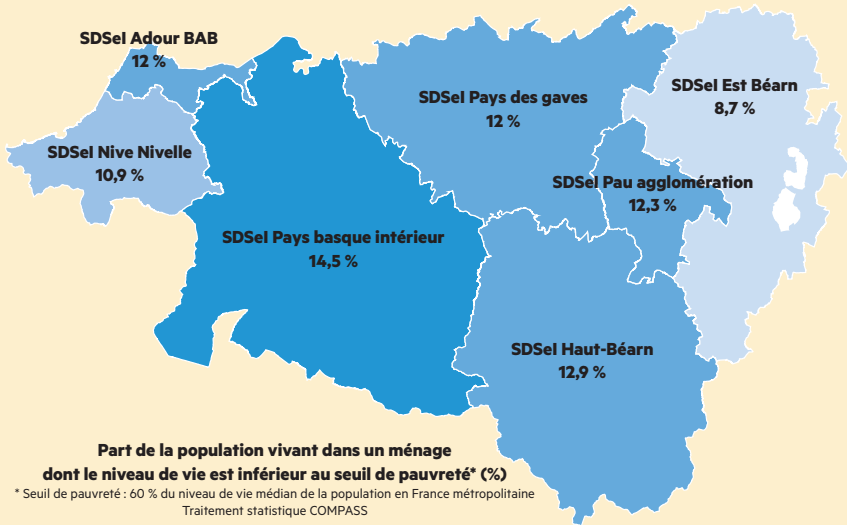 SDSeI Adour BAB
12 %
SDSeI Est Béarn
8,7 %
SDSeI Pays des gaves
12 %
SDSeI Nive Nivelle
10,9 %
SDSeI Pau agglomération
12,3 %
SDSeI Pays basque intérieur
14,5 %
SDSeI Haut-Béarn
12,9 %
Part de la population vivant dans un ménage
dont le niveau de vie est inférieur au seuil de pauvreté* (%)
* Seuil de pauvreté : 60 % du niveau de vie médian de la population en France métropolitaine
Traitement statistique COMPASS